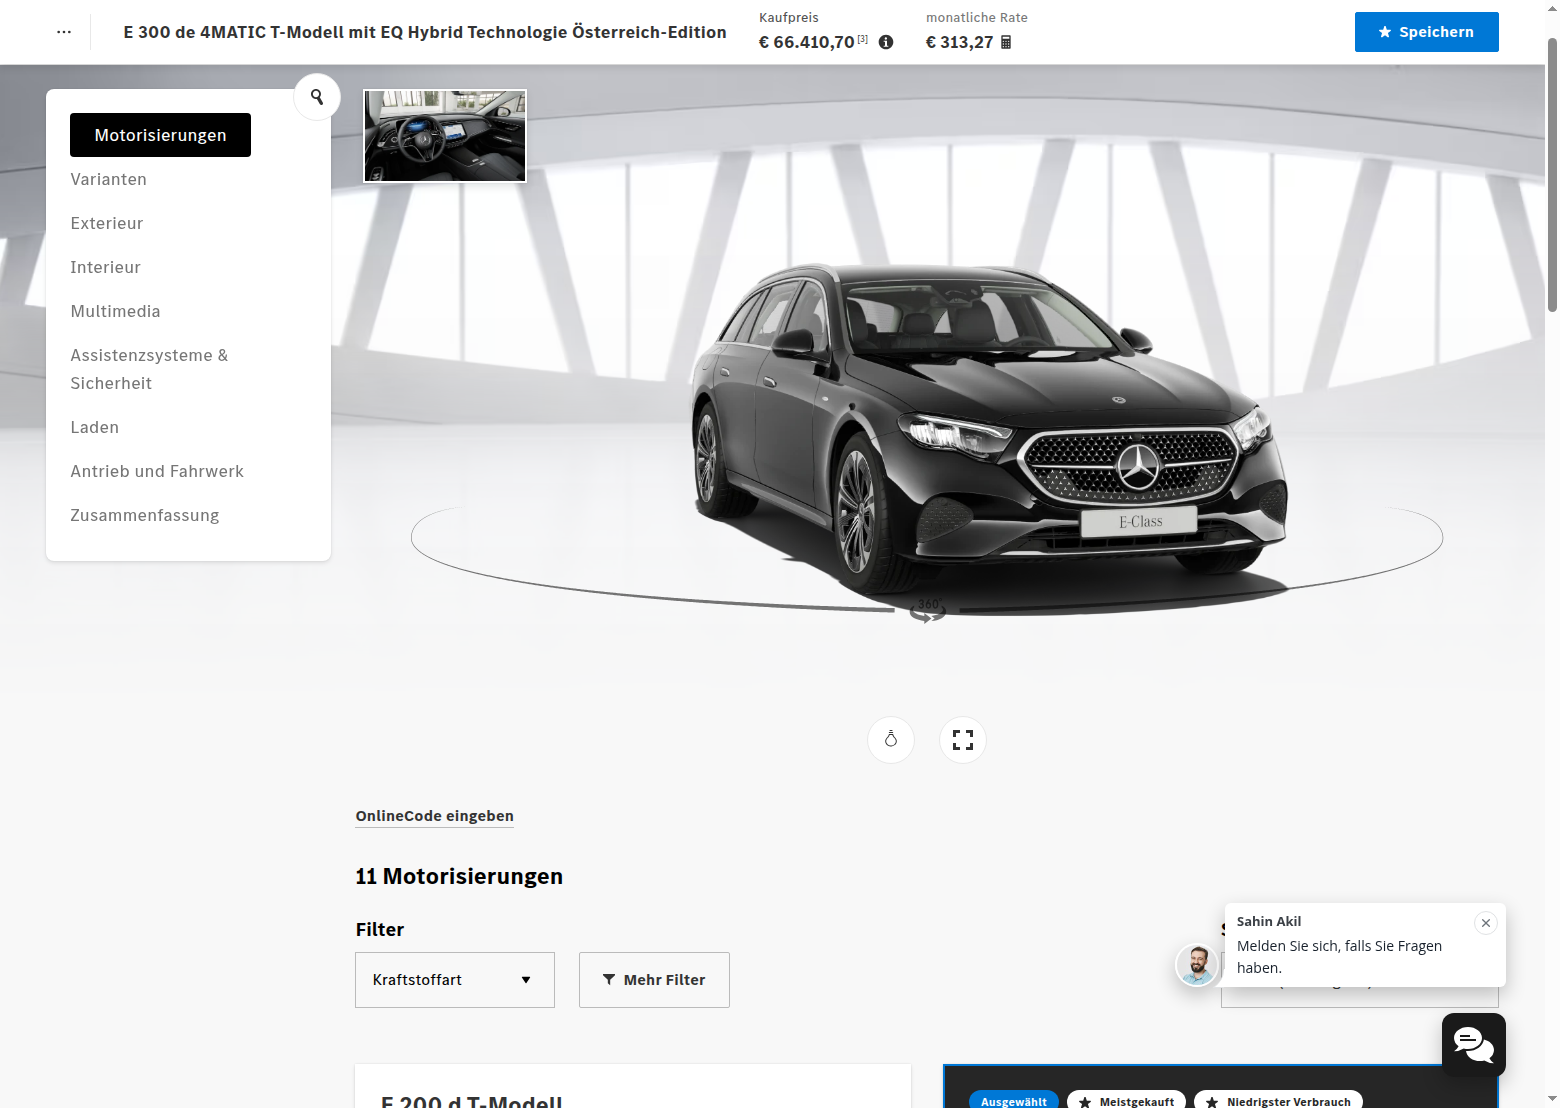 E 300 de 4MATIC T-Modell mit EQ Hybrid Technologie Österreich-Edition
Kaufpreis
€ 66.410,70 [3]
monatliche Rate
€ 313,27
Speichern
Motorisierungen
Varianten
Exterieur
Interieur
Multimedia
Assistenzsysteme &
Sicherheit
Laden
Antrieb und Fahrwerk
Zusammenfassung
E-Class
360°
OnlineCode eingeben
11 Motorisierungen
Filter
Kraftstoffart
Mehr Filter
Sahin Akil
Melden Sie sich, falls Sie Fragen
haben.
E 200 d T-Modell
Ausgewählt
Meistgekauft
Niedrigster Verbrauch